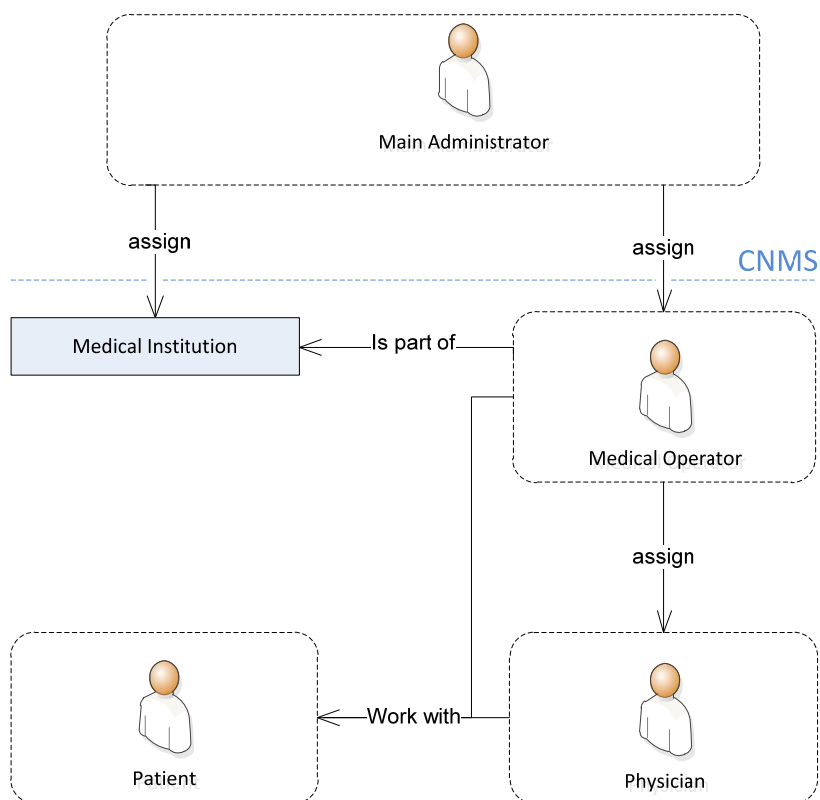 Main Administrator
assign
assign
CNMS
Medical Institution
Is part of
Medical Operator
assign
Work with
Patient
Physician